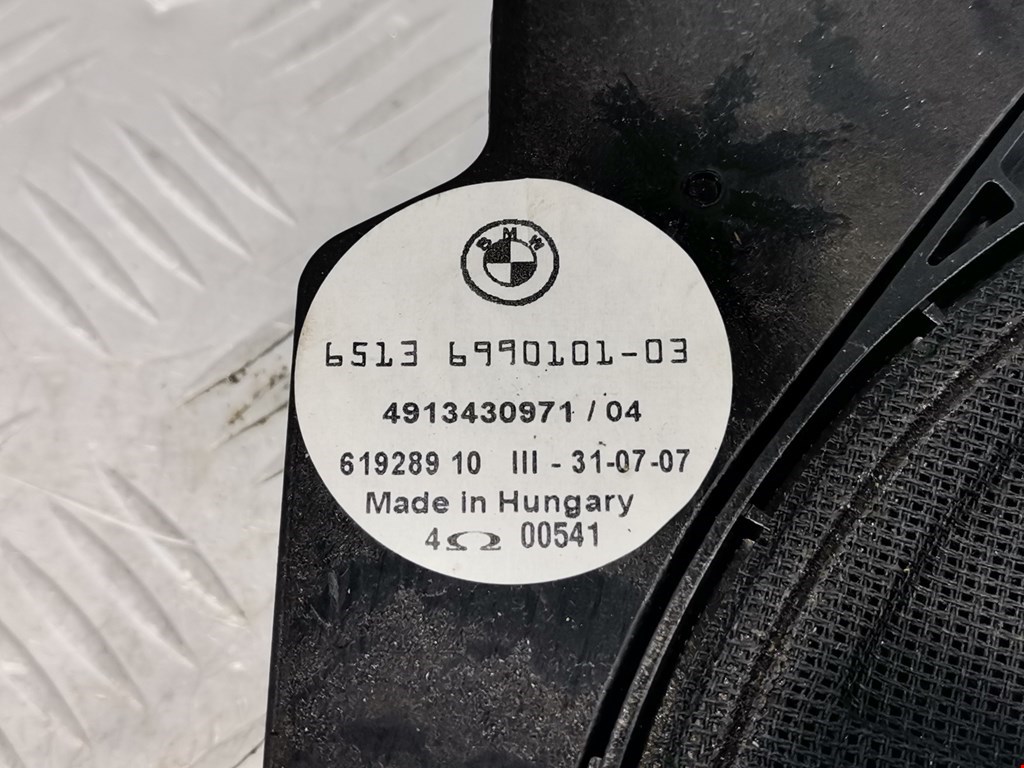 BMW
6513 6990101-03
4913430971 / 04
619289 10 III - 31-07-07
Made in Hungary
4Ω 00541